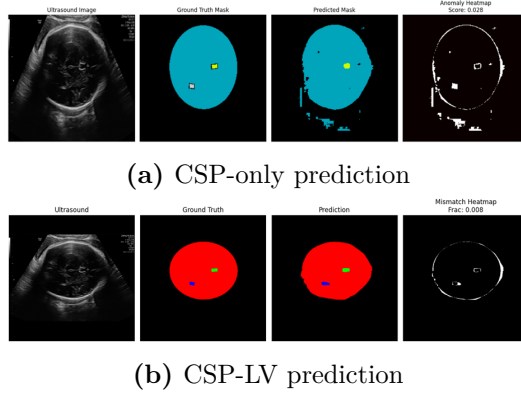 Ultrasound Image Ground Truth Mask Predicted Mask Anomaly Heatmap
Score: 0.028
(a) CSP-only prediction
Ultrasound Ground Truth Prediction Mismatch Heatmap
Frac: 0.008
(b) CSP-LV prediction